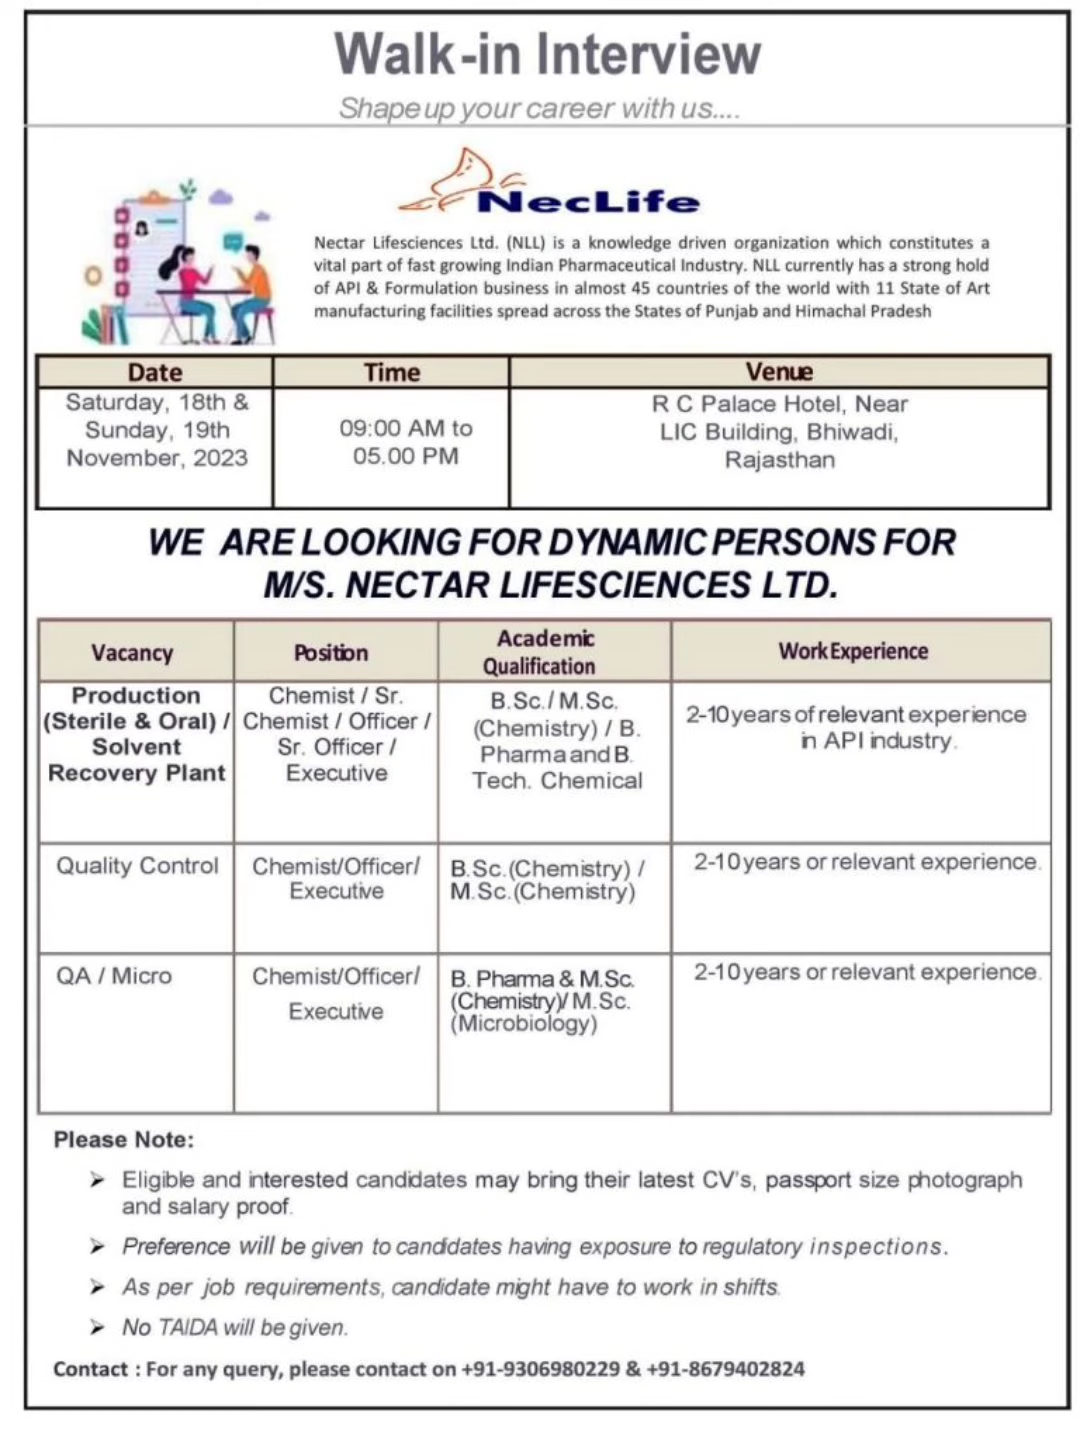 Walk-in Interview
Shape up your career with us....
NecLife
Nectar Lifesciences Ltd. (NLL) is a knowledge driven organization which constitutes a
vital part of fast growing Indian Pharmaceutical Industry. NLL currently has a strong hold
of API & Formulation business in almost 45 countries of the world with 11 State of Art
manufacturing facilities spread across the States of Punjab and Himachal Pradesh
Date
Time
Venue
Saturday, 18th &
Sunday, 19th
November, 2023
09:00 AM to
05.00 PM
R C Palace Hotel, Near
LIC Building, Bhiwadi,
Rajasthan
WE ARE LOOKING FOR DYNAMIC PERSONS FOR
M/S. NECTAR LIFESCIENCES LTD.
Vacancy
Position
Academic
Qualification
Work Experience
Production
(Sterile & Oral) /
Solvent
Recovery Plant
Chemist / Sr.
Chemist / Officer /
Sr. Officer /
Executive
B.Sc./ M.Sc.
(Chemistry) / B.
Pharma and B.
Tech. Chemical
2-10 years of relevant experience
in API industry.
Quality Control
Chemist/Officer/
Executive
B.Sc.(Chemistry) /
M.Sc.(Chemistry)
2-10 years or relevant experience.
QA / Micro
Chemist/Officer/
Executive
B. Pharma & M.Sc.
(Chemistry)/ M.Sc.
(Microbiology)
2-10 years or relevant experience.
Please Note:
➢ Eligible and interested candidates may bring their latest CV's, passport size photograph
and salary proof.
➢ Preference will be given to candidates having exposure to regulatory inspections.
➢ As per job requirements, candidate might have to work in shifts.
➢ No TA/DA will be given.
Contact : For any query, please contact on +91-9306980229 & +91-8679402824